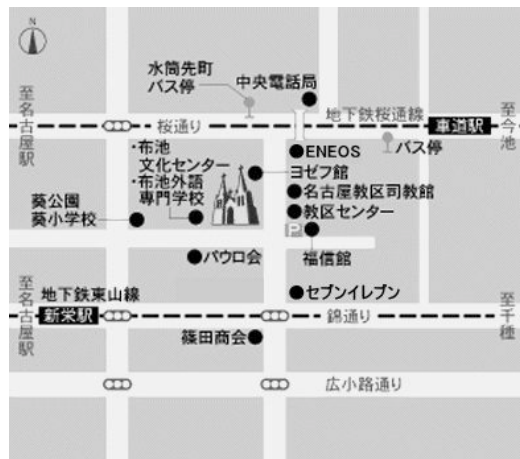 N
水筒先町
バス停
中央電話局
至名古屋駅
桜通り
地下鉄桜通線
車道駅
至今池
バス停
・布池
文化センター
・布池外語
専門学校
ENEOS
ヨゼフ館
名古屋教区司教館
教区センター
葵公園
葵小学校
P
福信館
パウロ会
地下鉄東山線
セブンイレブン
至名古屋駅
新栄駅
錦通り
至千種
篠田商会
広小路通り